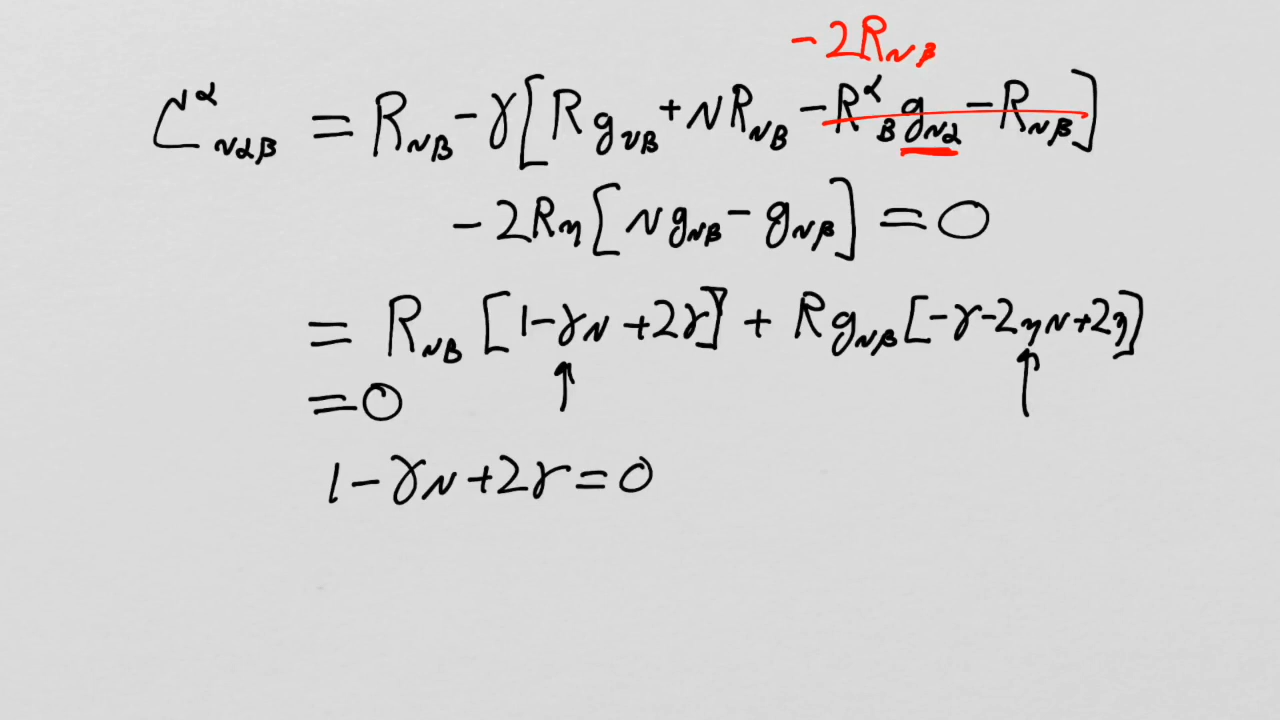 -2R_{νβ}
C^α_{ναβ} = R_{νβ} - γ[R g_{νβ} + N R_{νβ} - R^α_β g_{να} - R_{νβ}]
- 2Rη[N g_{νβ} - g_{νβ}] = 0
= R_{νβ} [1 - γN + 2γ] + R g_{νβ} [-γ - 2ηN + 2η]
= 0
1 - γN + 2γ = 0